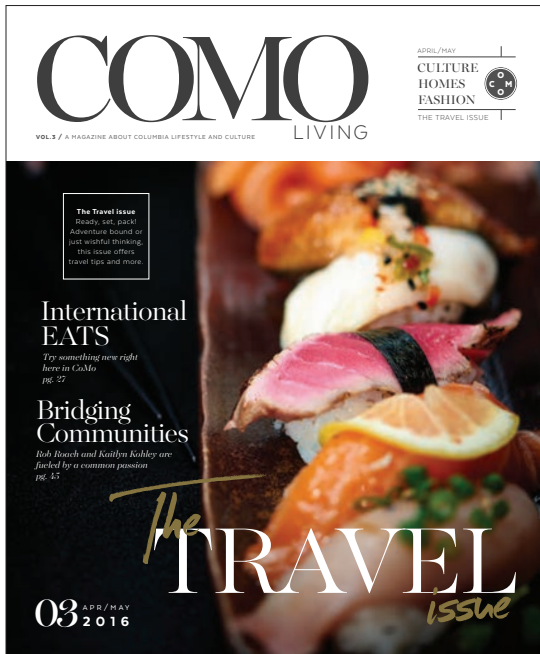 COMO
LIVING
VOL.3 / A MAGAZINE ABOUT COLUMBIA LIFESTYLE AND CULTURE
APRIL/MAY
CULTURE
HOMES
FASHION
THE TRAVEL ISSUE
COMO
The Travel issue
Ready, set, pack!
Adventure bound or
just wishful thinking,
this issue offers
travel tips and more.
International
EATS
Try something new right
here in CoMo
pg. 27
Bridging
Communities
Rob Roach and Kaitlyn Kohley are
fueled by a common passion
pg. 45
The
TRAVEL
issue
03 APR/MAY
2016